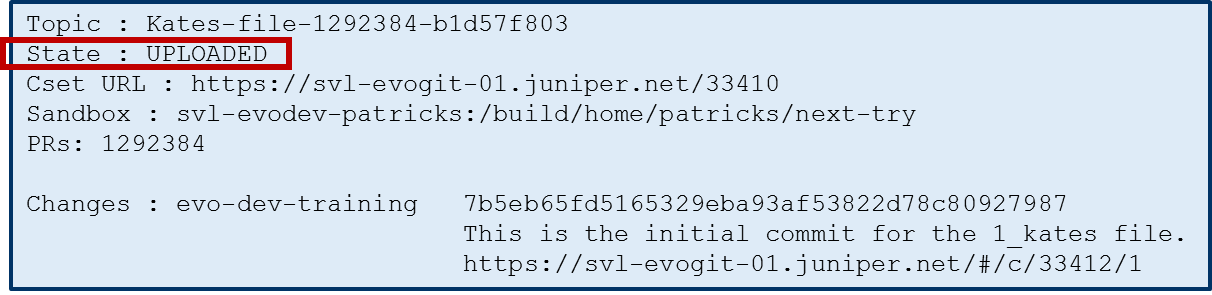 Topic : Kates-file-1292384-b1d57f803
State : UPLOADED
Cset URL : https://svl-evogit-01.juniper.net/33410
Sandbox : svl-evodev-patricks:/build/home/patricks/next-try
PRs: 1292384
Changes : evo-dev-training 7b5eb65fd5165329eba93af53822d78c80927987
This is the initial commit for the 1_kates file.
https://svl-evogit-01.juniper.net/#/c/33412/1